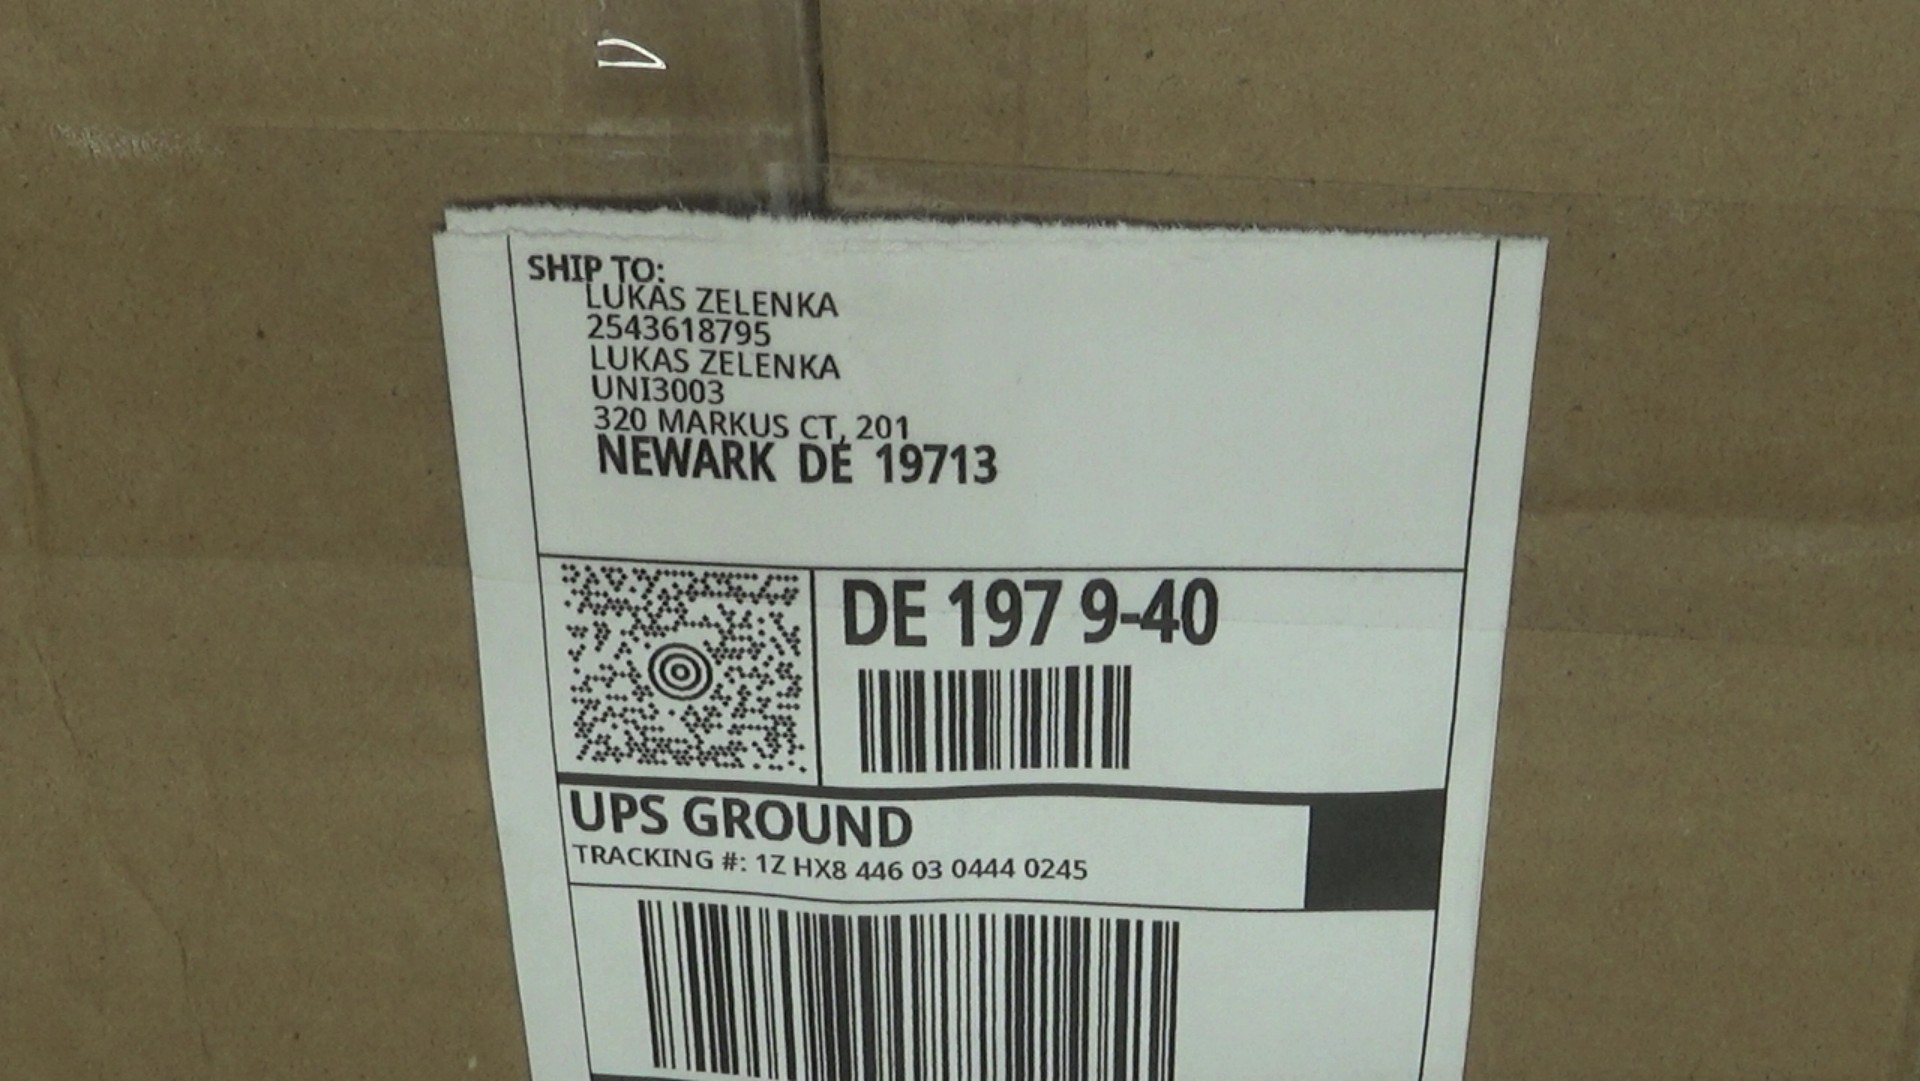 SHIP TO:
LUKAS ZELENKA
2543618795
LUKAS ZELENKA
UNI3003
320 MARKUS CT, 201
NEWARK DE 19713
DE 197 9-40
UPS GROUND
TRACKING #: 1Z HX8 446 03 0444 0245